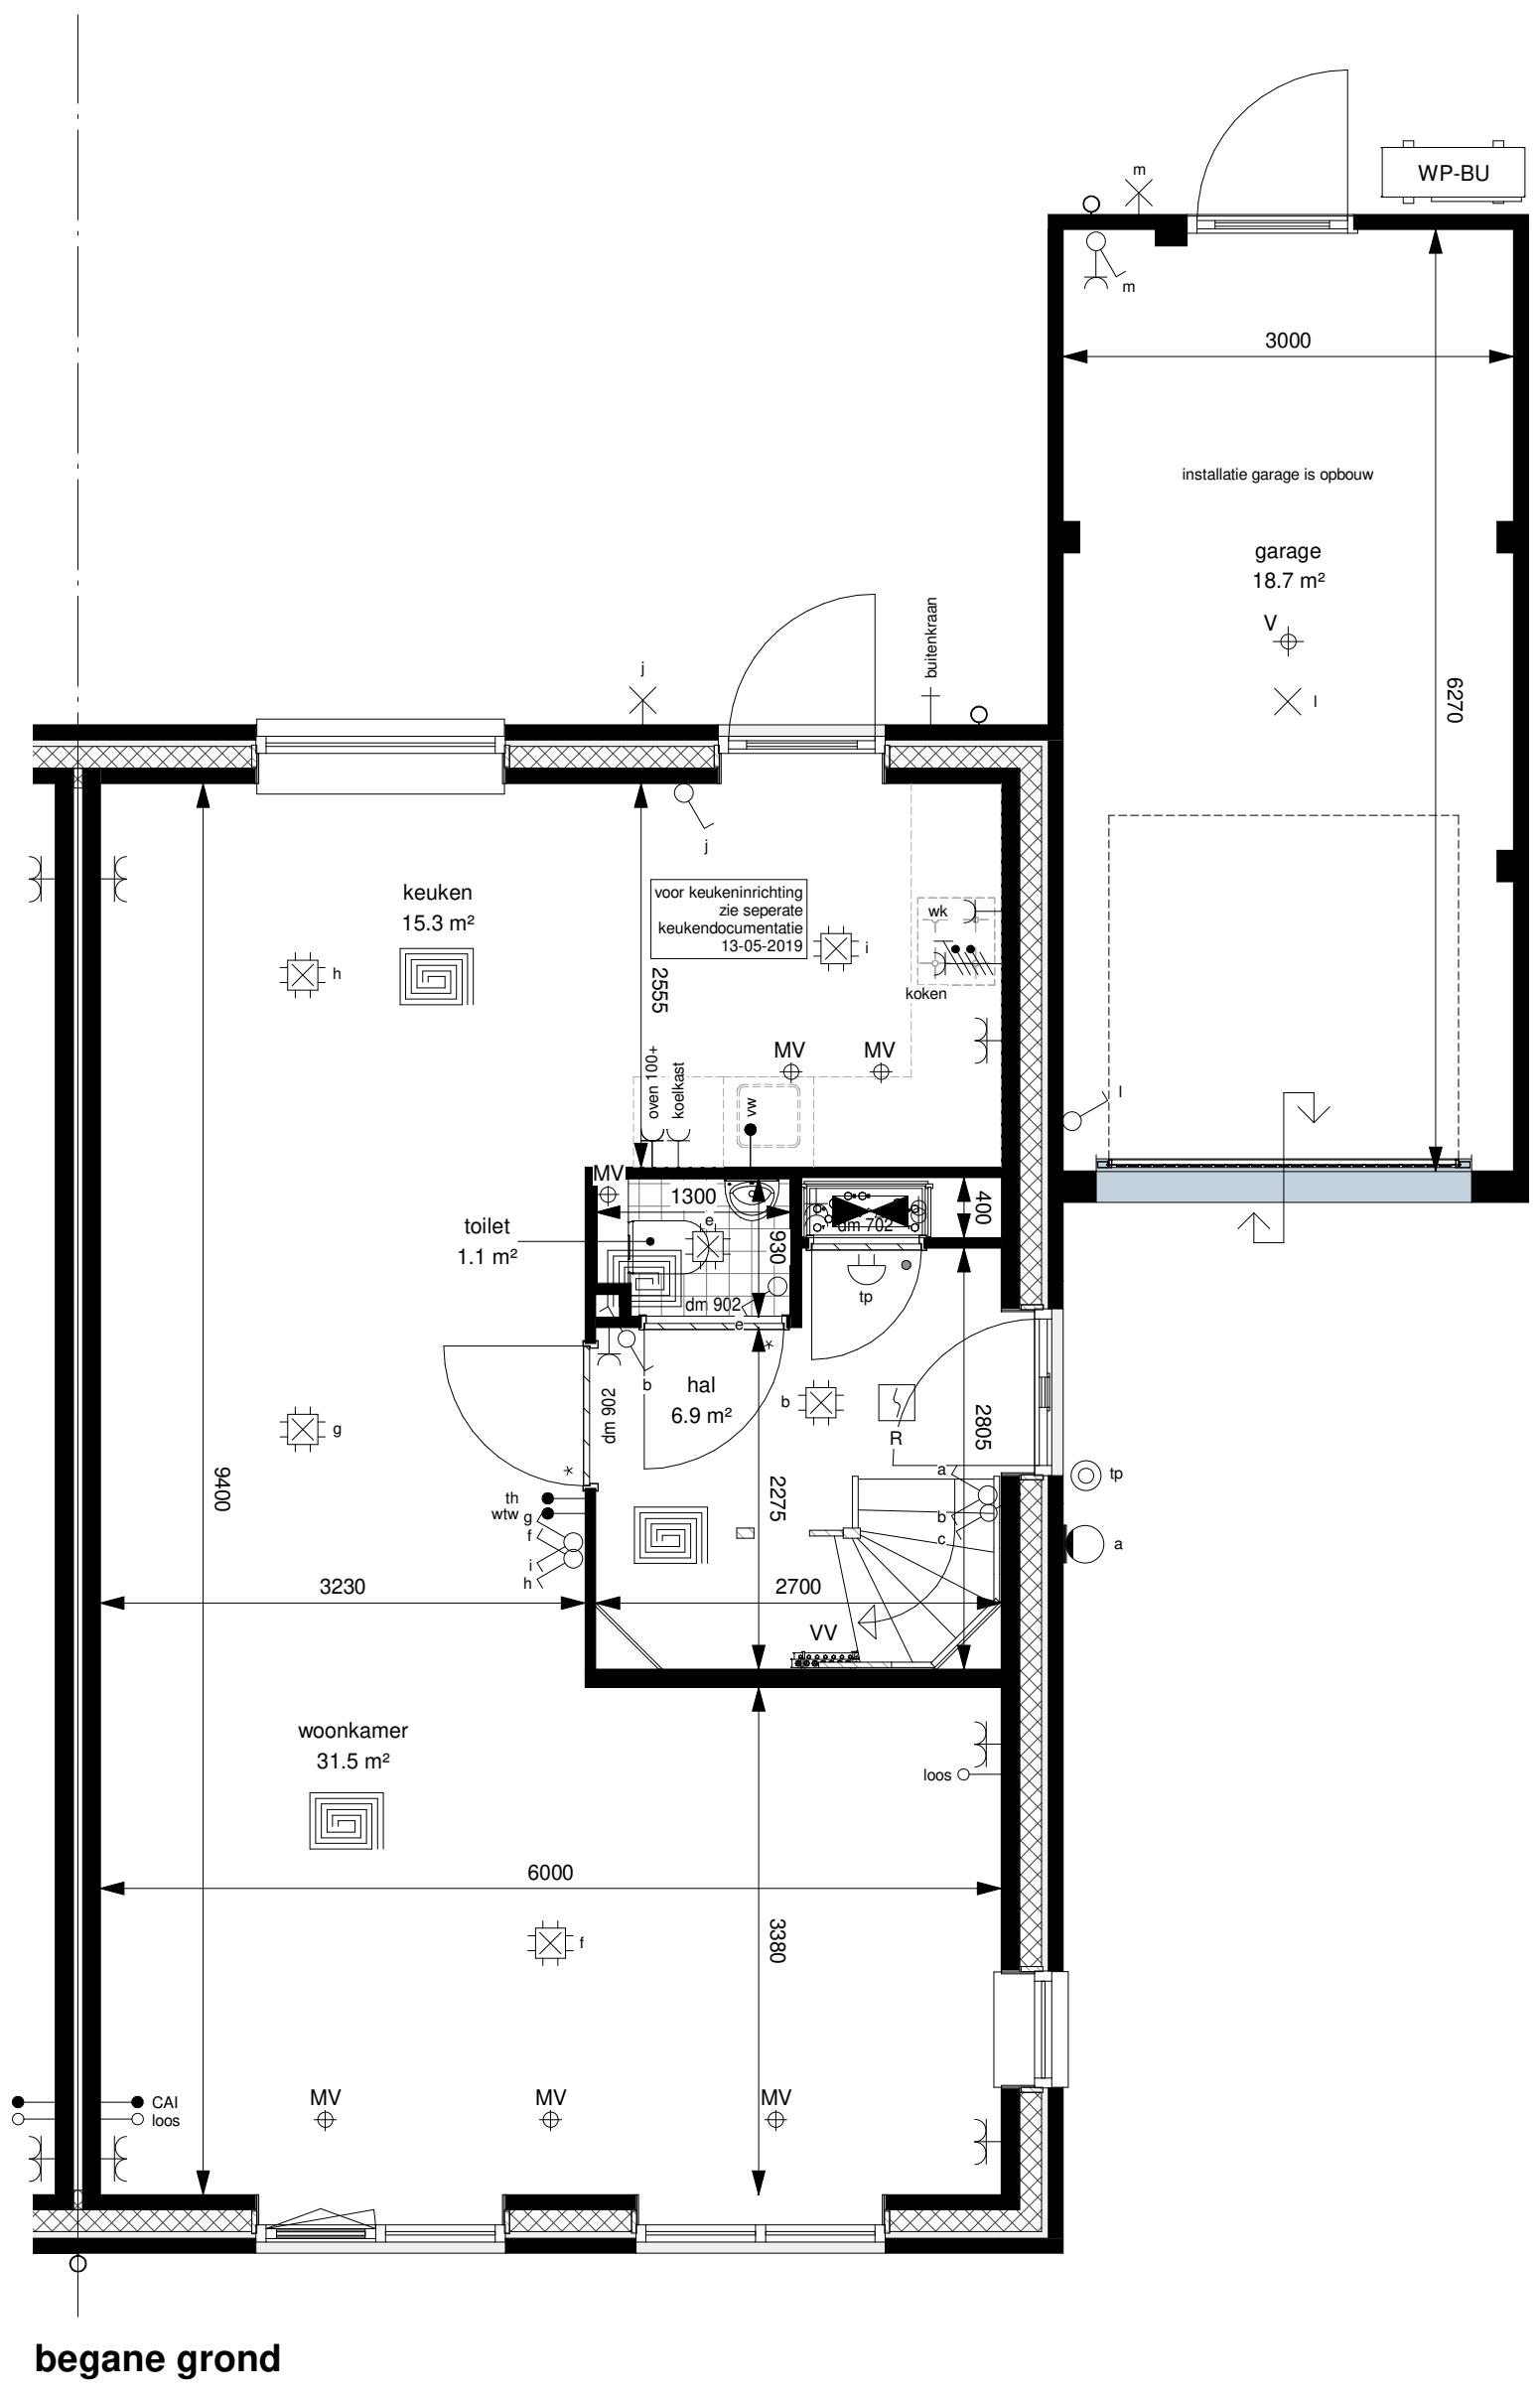 m
WP-BU
m
3000
installatie garage is opbouw
garage
18.7 m²
V
l
6270
j
buitenkraan
j
keuken
15.3 m²
h
voor keukeninrichting
zie seperate
keukendocumentatie
13-05-2019
i
wk
koken
2555
MV
MV
oven 100+
koelkast
vw
l
MV
1300
e
toilet
1.1 m²
930
dm 702
400
dm 902
e
tp
*
b
hal
6.9 m²
b
R
dm 902
2805
g
*
9400
th
wtw
g
f
i
h
2275
a
b
c
tp
a
3230
2700
VV
woonkamer
31.5 m²
loos
6000
f
3380
CAI
loos
MV
MV
MV
begane grond